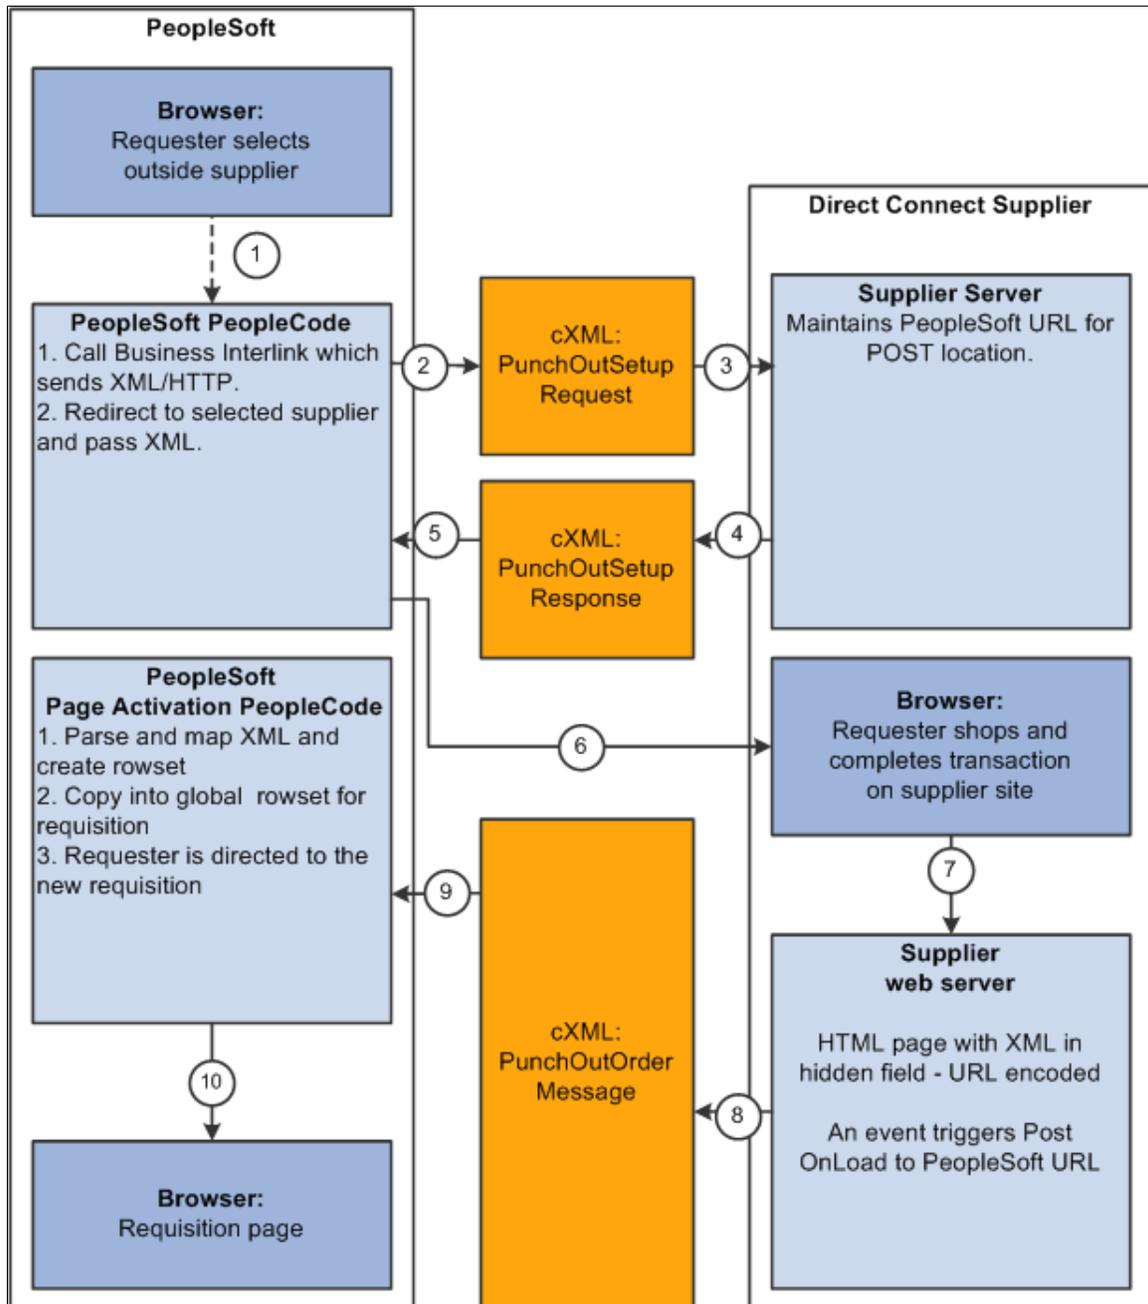 PeopleSoft
Browser:
Requester selects
outside supplier
1
PeopleSoft PeopleCode
1. Call Business Interlink which
sends XML/HTTP.
2. Redirect to selected supplier
and pass XML.
2
cXML:
PunchOutSetup
Request
3
Direct Connect Supplier
Supplier Server
Maintains PeopleSoft URL for
POST location.
4
cXML:
PunchOutSetup
Response
5
6
Browser:
Requester shops and
completes transaction
on supplier site
7
Supplier
web server
HTML page with XML in
hidden field - URL encoded
An event triggers Post
OnLoad to PeopleSoft URL
8
cXML:
PunchOutOrder
Message
9
PeopleSoft
Page Activation PeopleCode
1. Parse and map XML and
create rowset
2. Copy into global  rowset for
requisition
3. Requester is directed to the
new requisition
10
Browser:
Requisition page